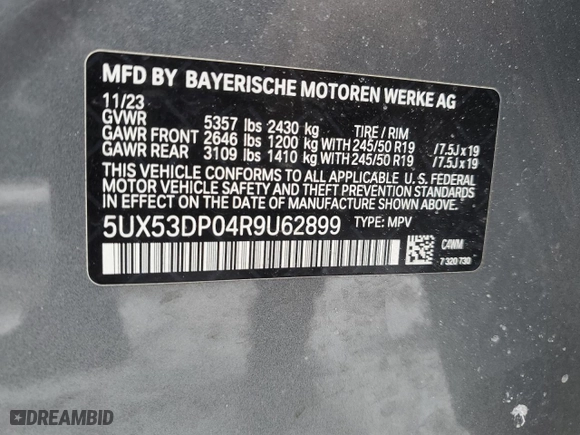 MFD BY BAYERISCHE MOTOREN WERKE AG
11/23
GVWR 5357 lbs 2430 kg TIRE / RIM
GAWR FRONT 2646 lbs 1200 kg WITH 245/50 R19 /7.5J x 19
GAWR REAR 3109 lbs 1410 kg WITH 245/50 R19 /7.5J x 19
THIS VEHICLE CONFORMS TO ALL APPLICABLE U. S. FEDERAL
MOTOR VEHICLE SAFETY AND THEFT PREVENTION STANDARDS
IN EFFECT ON THE DATE OF MANUFACTURE SHOWN ABOVE.
5UX53DP04R9U62899 TYPE: MPV
C4WM
7 320 730
DREAMBID